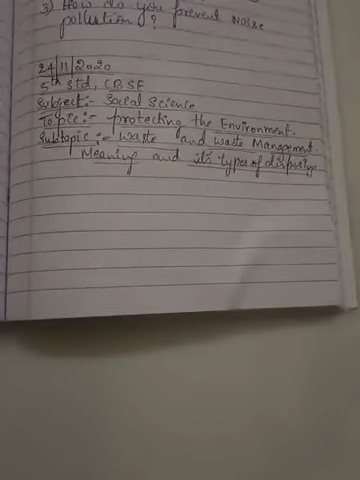 3) How do you prevent Noise
pollution ?
24/11/2020
5th Std, CBSE
Subject:- Social Science
Topic:- protecting the Environment.
Subtopic:- Waste and waste Management.
Meaning and its types of disposing